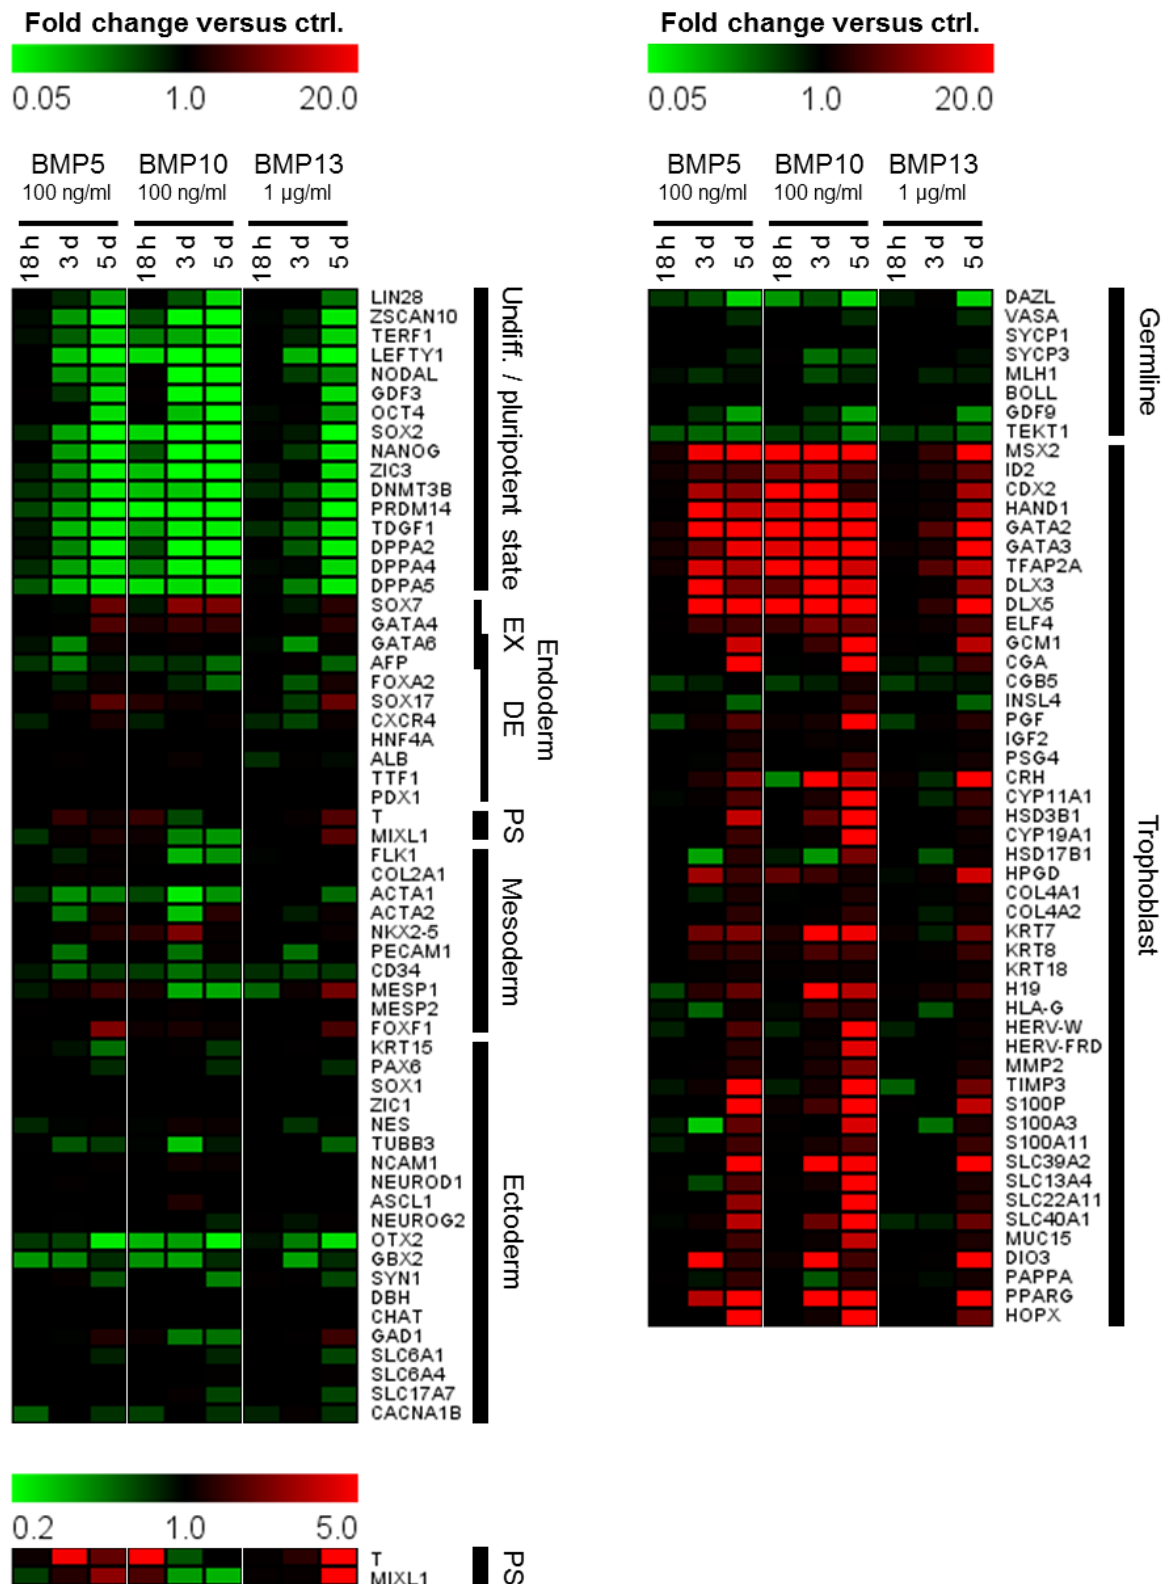 Fold change versus ctrl.
0.05 1.0 20.0
BMP5 BMP10 BMP13
100 ng/ml 100 ng/ml 1 µg/ml
18 h 3 d 5 d 18 h 3 d 5 d 18 h 3 d 5 d
LIN28
ZSCAN10
TERF1
LEFTY1
NODAL
GDF3
OCT4
SOX2
NANOG
ZIC3
DNMT3B
PRDM14
TDGF1
DPPA2
DPPA4
DPPA5
SOX7
GATA4
GATA6
AFP
FOXA2
SOX17
CXCR4
HNF4A
ALB
TTF1
PDX1
T
MIXL1
FLK1
COL2A1
ACTA1
ACTA2
NKX2-5
PECAM1
CD34
MESP1
MESP2
FOXF1
KRT15
PAX6
SOX1
ZIC1
NES
TUBB3
NCAM1
NEUROD1
ASCL1
NEUROG2
OTX2
GBX2
SYN1
DBH
CHAT
GAD1
SLC6A1
SLC6A4
SLC17A7
CACNA1B
Undiff. / pluripotent state
EX
DE
Endoderm
PS
Mesoderm
Ectoderm
0.2 1.0 5.0
T
MIXL1
PS
Fold change versus ctrl.
0.05 1.0 20.0
BMP5 BMP10 BMP13
100 ng/ml 100 ng/ml 1 µg/ml
18 h 3 d 5 d 18 h 3 d 5 d 18 h 3 d 5 d
DAZL
VASA
SYCP1
SYCP3
MLH1
BOLL
GDF9
TEKT1
MSX2
ID2
CDX2
HAND1
GATA2
GATA3
TFAP2A
DLX3
DLX5
ELF4
GCM1
CGA
CGB5
INSL4
PGF
IGF2
PSG4
CRH
CYP11A1
HSD3B1
CYP19A1
HSD17B1
HPGD
COL4A1
COL4A2
KRT7
KRT8
KRT18
H19
HLA-G
HERV-W
HERV-FRD
MMP2
TIMP3
S100P
S100A3
S100A11
SLC39A2
SLC13A4
SLC22A11
SLC40A1
MUC15
DIO3
PAPPA
PPARG
HOPX
Germline
Trophoblast